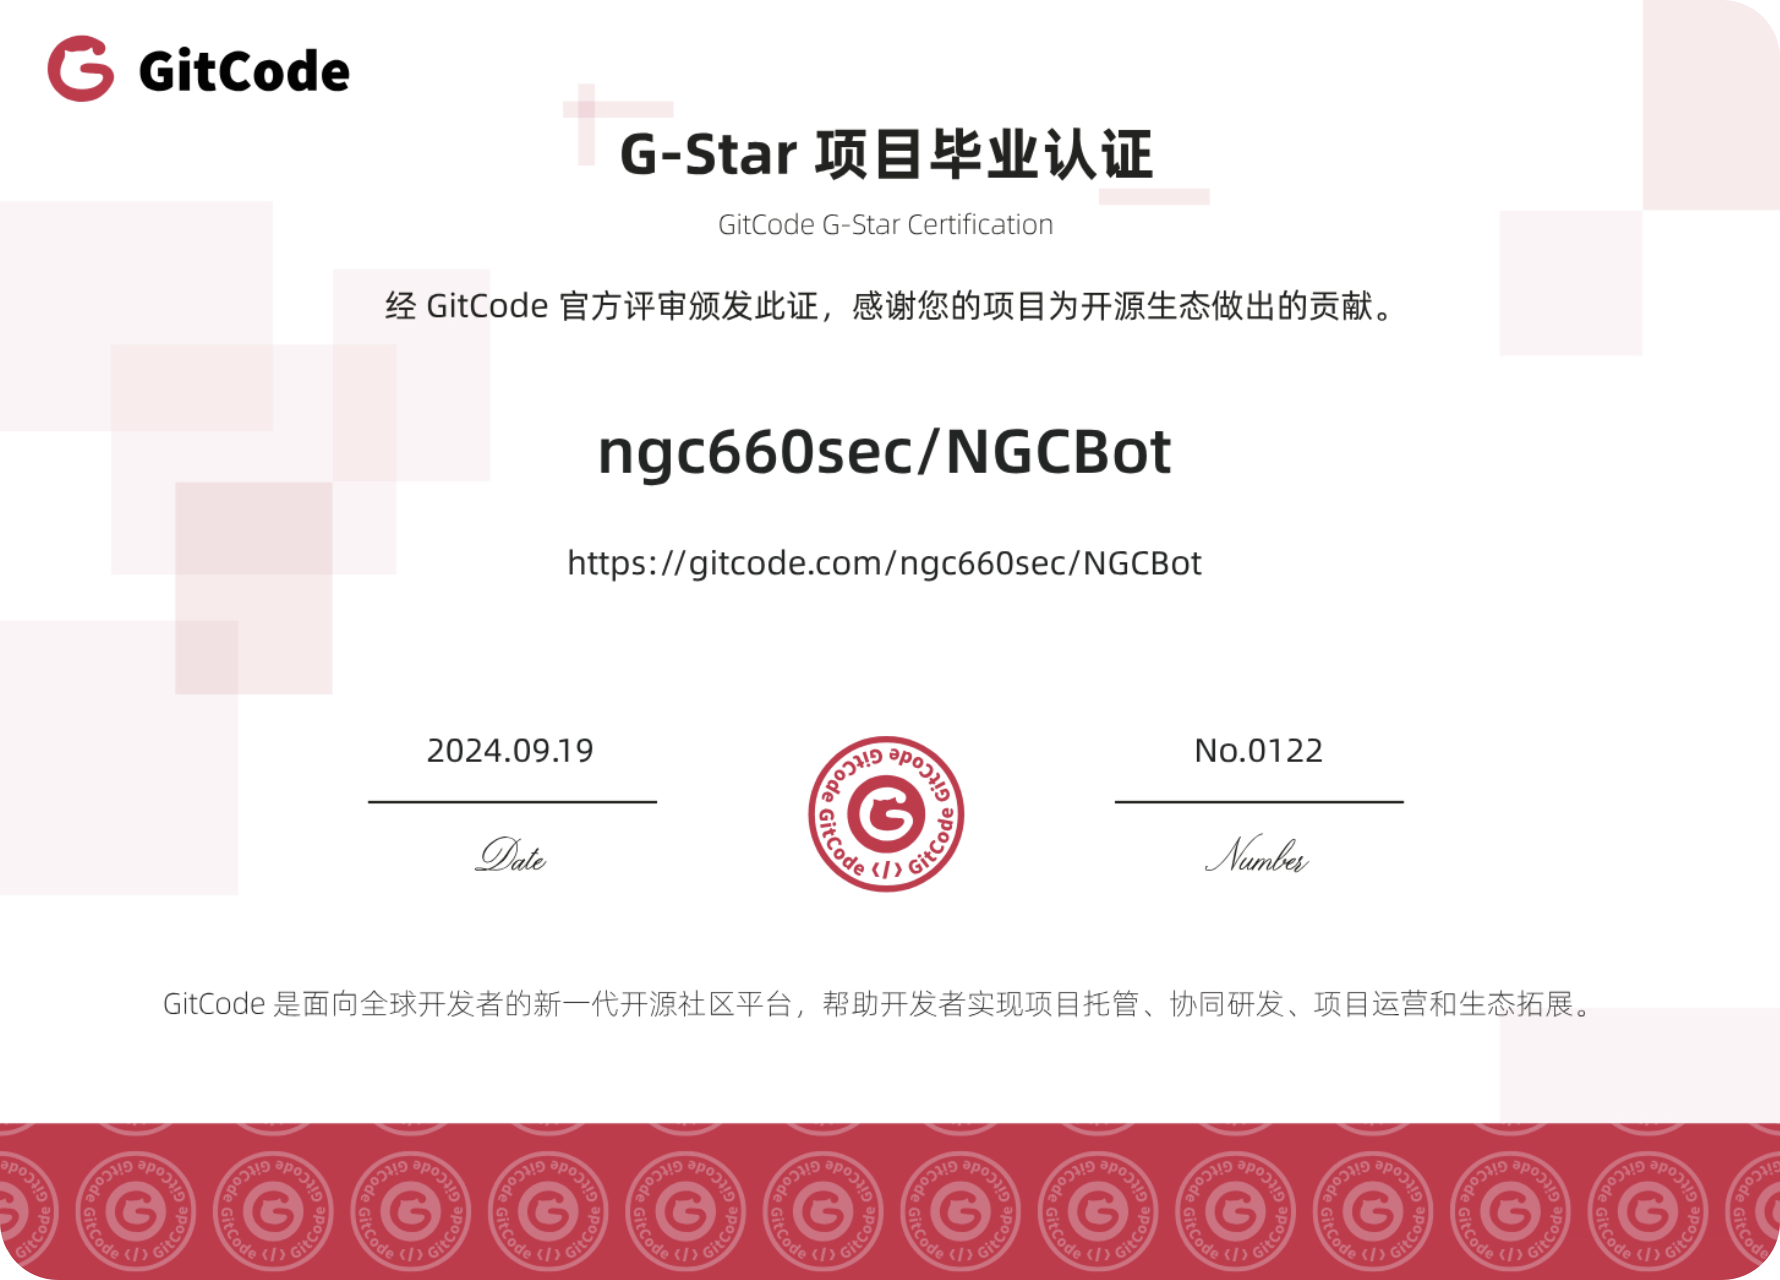 GitCode
G-Star 项目毕业认证
GitCode G-Star Certification
经 GitCode 官方评审颁发此证，感谢您的项目为开源生态做出的贡献。
ngc660sec/NGCBot
https://gitcode.com/ngc660sec/NGCBot
2024.09.19
No.0122
GitCode GitCode GitCode GitCode </>
Date
Number
GitCode 是面向全球开发者的新一代开源社区平台，帮助开发者实现项目托管、协同研发、项目运营和生态拓展。